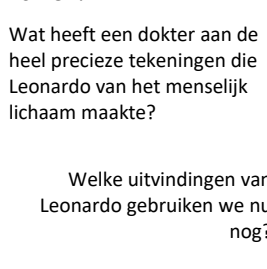 Wat heeft een dokter aan de
heel precieze tekeningen die
Leonardo van het menselijk
lichaam maakte?
Welke uitvindingen van
Leonardo gebruiken we nu
nog?